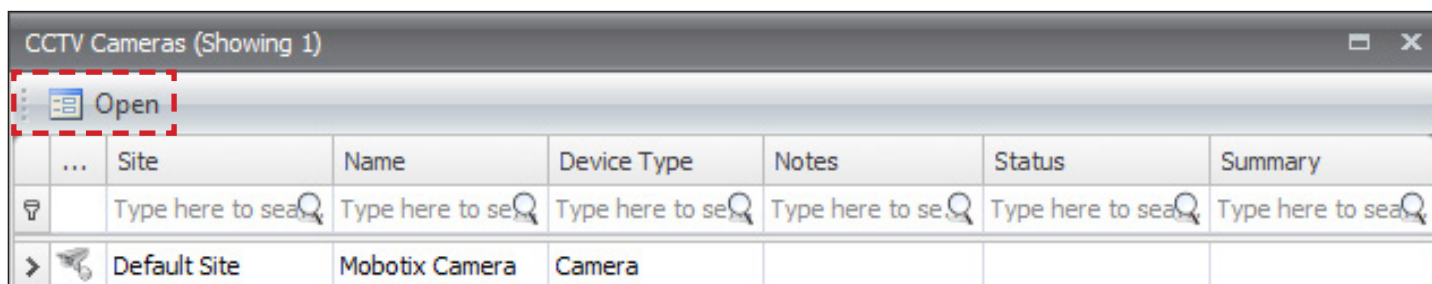 CCTV Cameras (Showing 1)
Open
... Site Name Device Type Notes Status Summary
Type here to sea Type here to se Type here to se Type here to se Type here to sea Type here to sea
Default Site Mobotix Camera Camera